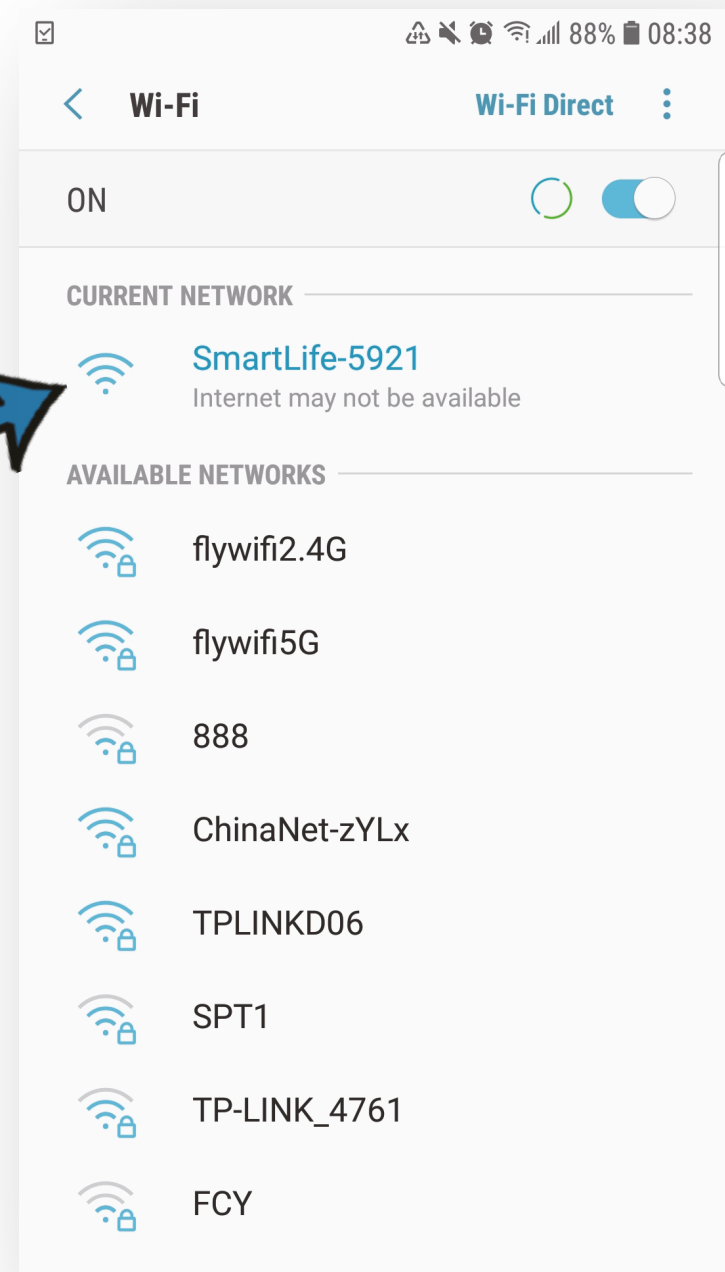 88% 08:38
Wi-Fi Wi-Fi Direct
ON
CURRENT NETWORK
SmartLife-5921
Internet may not be available
AVAILABLE NETWORKS
flywifi2.4G
flywifi5G
888
ChinaNet-zYLx
TPLINKD06
SPT1
TP-LINK_4761
FCY